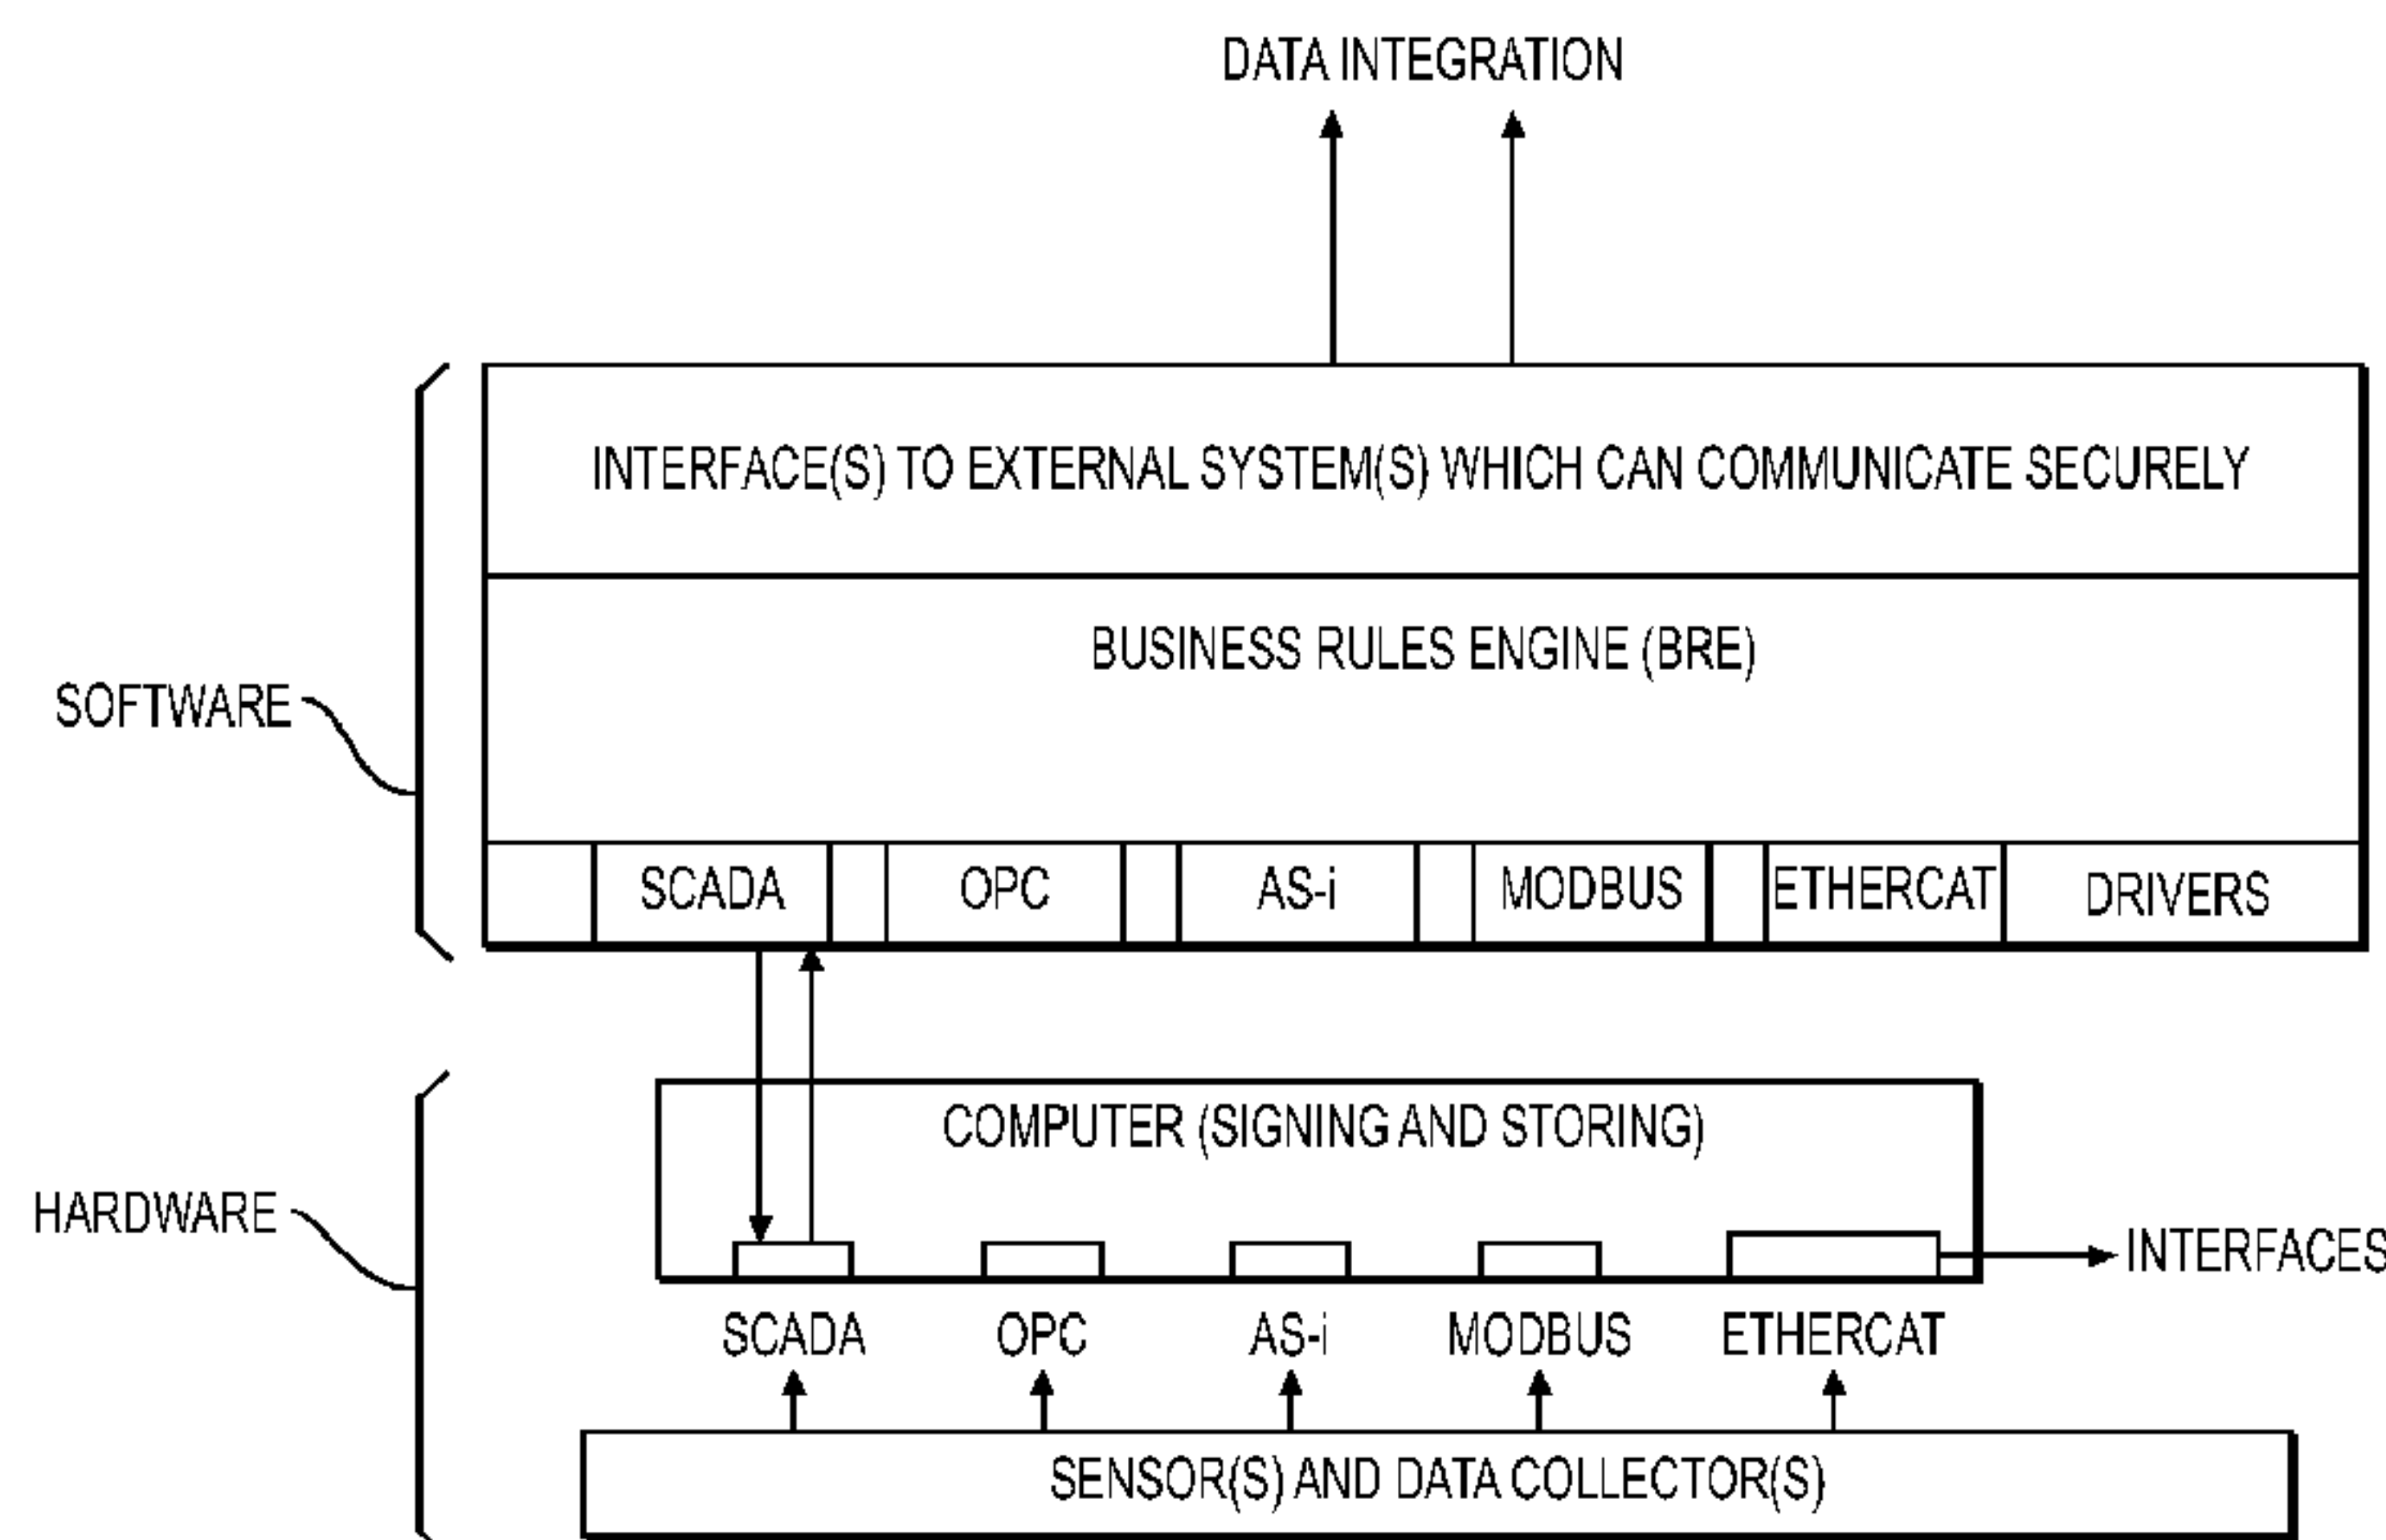 DATA INTEGRATION
INTERFACE(S) TO EXTERNAL SYSTEM(S) WHICH CAN COMMUNICATE SECURELY
BUSINESS RULES ENGINE (BRE)
SOFTWARE
SCADA OPC AS-i MODBUS ETHERCAT DRIVERS
COMPUTER (SIGNING AND STORING)
HARDWARE
INTERFACES
SCADA OPC AS-i MODBUS ETHERCAT
SENSOR(S) AND DATA COLLECTOR(S)